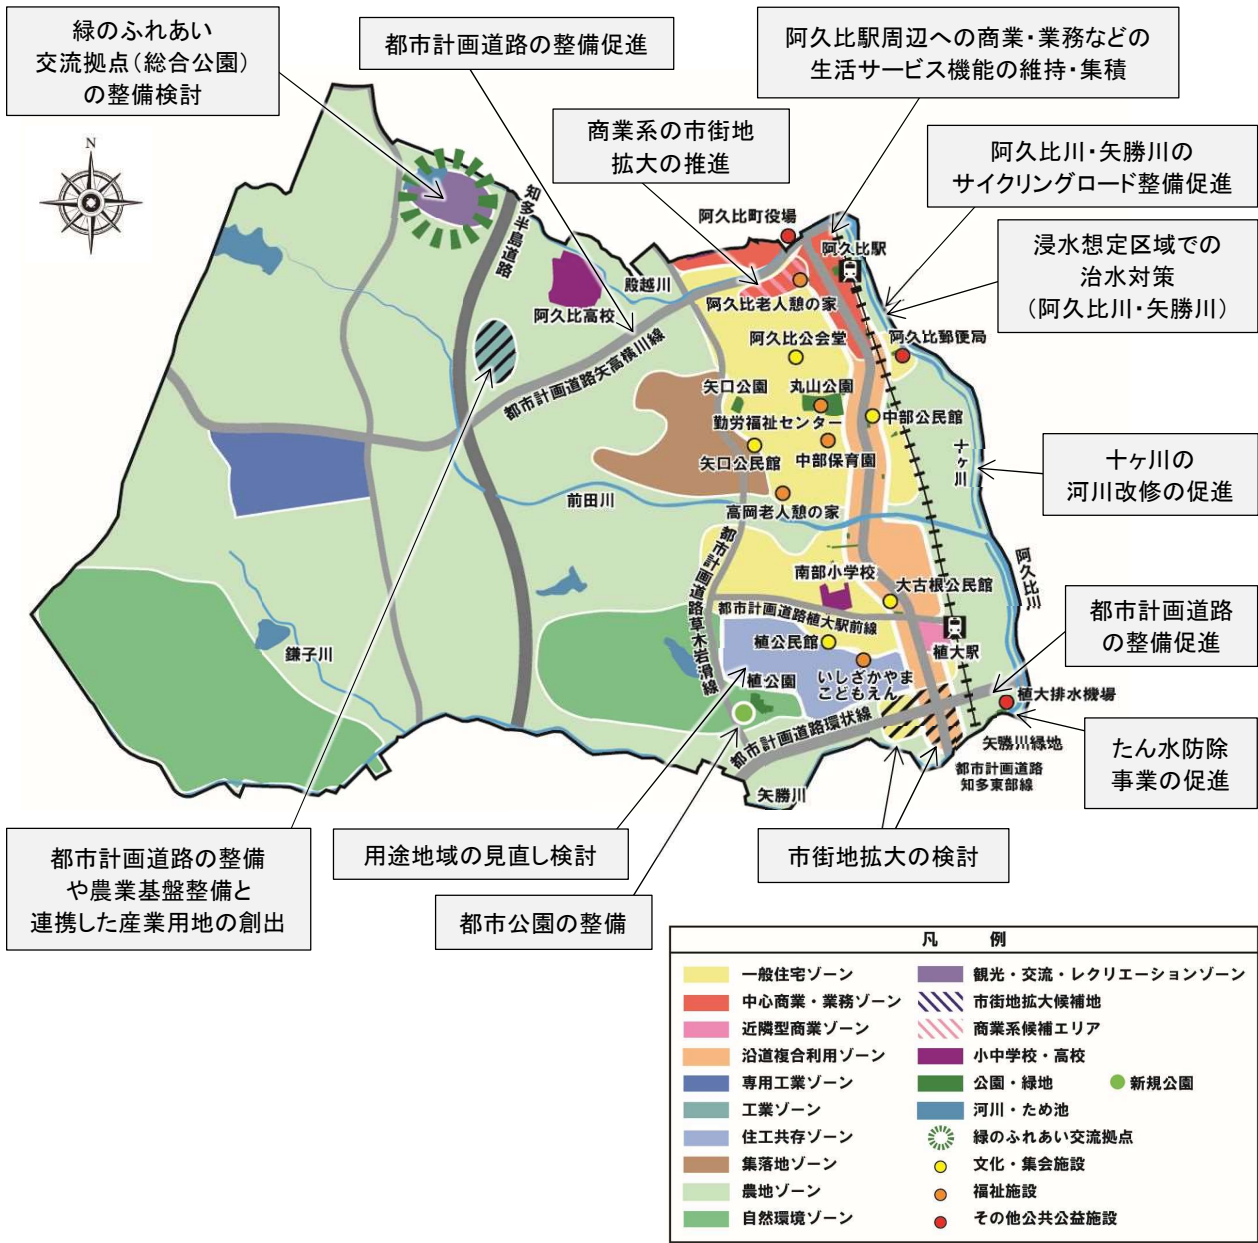 緑のふれあい
交流拠点(総合公園)
の整備検討
都市計画道路の整備促進
阿久比駅周辺への商業・業務などの
生活サービス機能の維持・集積
商業系の市街地
拡大の推進
阿久比川・矢勝川の
サイクリングロード整備促進
浸水想定区域での
治水対策
(阿久比川・矢勝川)
N
知多半島道路
阿久比町役場
阿久比駅
殿越川
阿久比高校
阿久比老人憩の家
都市計画道路矢高横川線
阿久比公会堂
阿久比郵便局
矢口公園
丸山公園
勤労福祉センター
中部公民館
矢口公民館
中部保育園
十ヶ川
十ヶ川の
河川改修の促進
前田川
高岡老人憩の家
都市計画道路草木岩滑線
南部小学校
大古根公民館
阿久比川
都市計画道路植大駅前線
都市計画道路
の整備促進
植公民館
植大駅
鎌子川
植公園
いしざかやま
こどもえん
植大排水機場
都市計画道路環状線
矢勝川緑地
都市計画道路
知多東部線
矢勝川
たん水防除
事業の促進
都市計画道路の整備
や農業基盤整備と
連携した産業用地の創出
用途地域の見直し検討
市街地拡大の検討
都市公園の整備
凡 例
一般住宅ゾーン
中心商業・業務ゾーン
近隣型商業ゾーン
沿道複合利用ゾーン
専用工業ゾーン
工業ゾーン
住工共存ゾーン
集落地ゾーン
農地ゾーン
自然環境ゾーン
観光・交流・レクリエーションゾーン
市街地拡大候補地
商業系候補エリア
小中学校・高校
公園・緑地
新規公園
河川・ため池
緑のふれあい交流拠点
文化・集会施設
福祉施設
その他公共公益施設